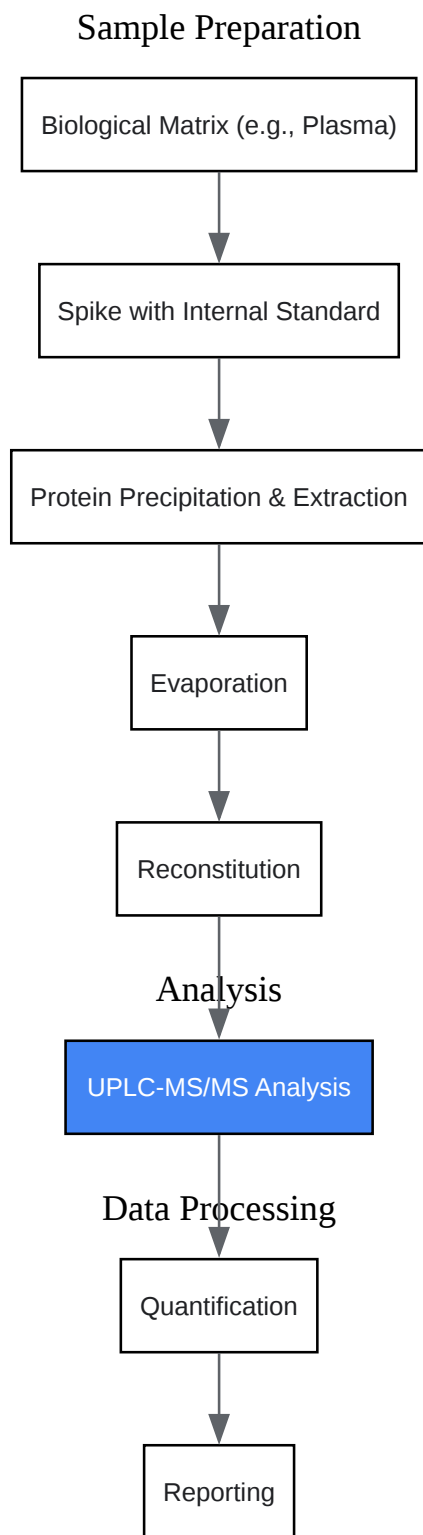 Sample Preparation
Biological Matrix (e.g., Plasma)
Spike with Internal Standard
Protein Precipitation & Extraction
Evaporation
Reconstitution
Analysis
UPLC-MS/MS Analysis
Data Processing
Quantification
Reporting